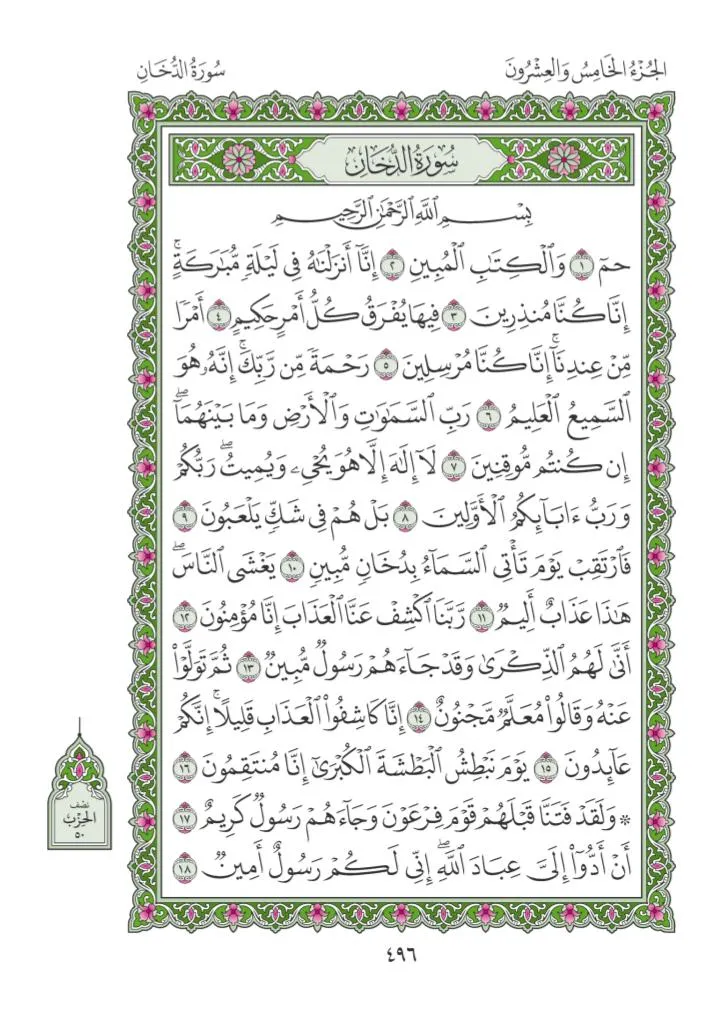 الجُزْءُ الخَامِسُ وَالعِشْرُونَ
سُورَةُ الدُّخَانِ
سُورَةُ الدُّخَانِ
بِسْمِ ٱللَّهِ ٱلرَّحْمَٰنِ ٱلرَّحِيمِ
حمٓ ١ وَٱلْكِتَٰبِ ٱلْمُبِينِ ٢ إِنَّآ أَنزَلْنَٰهُ فِى لَيْلَةٍ مُّبَٰرَكَةٍۚ
إِنَّا كُنَّا مُنذِرِينَ ٣ فِيهَا يُفْرَقُ كُلُّ أَمْرٍ حَكِيمٍ ٤ أَمْرًا
مِّنْ عِندِنَآۚ إِنَّا كُنَّا مُرْسِلِينَ ٥ رَحْمَةً مِّن رَّبِّكَۚ إِنَّهُۥ هُوَ
ٱلسَّمِيعُ ٱلْعَلِيمُ ٦ رَبِّ ٱلسَّمَٰوَٰتِ وَٱلْأَرْضِ وَمَا بَيْنَهُمَآۖ
إِن كُنتُم مُّوقِنِينَ ٧ لَآ إِلَٰهَ إِلَّا هُوَ يُحْىِۦ وَيُمِيتُۖ رَبُّكُمْ
وَرَبُّ ءَابَآئِكُمُ ٱلْأَوَّلِينَ ٨ بَلْ هُمْ فِى شَكٍّ يَلْعَبُونَ ٩
فَٱرْتَقِبْ يَوْمَ تَأْتِى ٱلسَّمَآءُ بِدُخَانٍ مُّبِينٍ ١٠ يَغْشَى ٱلنَّاسَۖ
هَٰذَا عَذَابٌ أَلِيمٌ ١١ رَّبَّنَا ٱكْشِفْ عَنَّا ٱلْعَذَابَ إِنَّا مُؤْمِنُونَ ١٢
أَنَّىٰ لَهُمُ ٱلذِّكْرَىٰ وَقَدْ جَآءَهُمْ رَسُولٌ مُّبِينٌ ١٣ ثُمَّ تَوَلَّوْا۟
عَنْهُ وَقَالُوا۟ مُعَلَّمٌ مَّجْنُونٌ ١٤ إِنَّا كَاشِفُوا۟ ٱلْعَذَابِ قَلِيلًاۚ إِنَّكُمْ
عَآئِدُونَ ١٥ يَوْمَ نَبْطِشُ ٱلْبَطْشَةَ ٱلْكُبْرَىٰٓ إِنَّا مُنتَقِمُونَ ١٦
۞ وَلَقَدْ فَتَنَّا قَبْلَهُمْ قَوْمَ فِرْعَوْنَ وَجَآءَهُمْ رَسُولٌ كَرِيمٌ ١٧
أَنْ أَدُّوٓا۟ إِلَىَّ عِبَادَ ٱللَّهِۖ إِنِّى لَكُمْ رَسُولٌ أَمِينٌ ١٨
نصف
الحزب
٥٠
٤٩٦